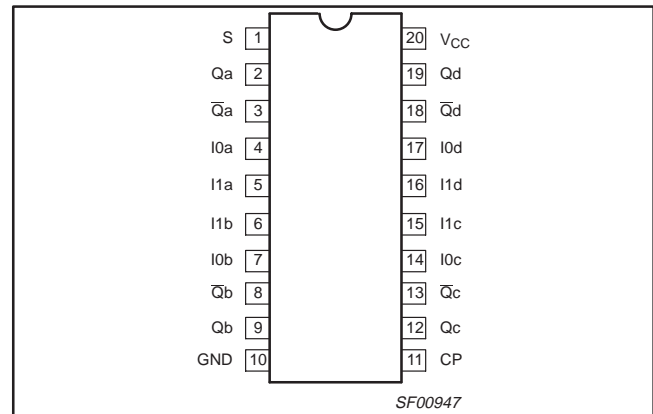 S 1 20 V_CC
Qa 2 19 Qd
Q̅a 3 18 Q̅d
I0a 4 17 I0d
I1a 5 16 I1d
I1b 6 15 I1c
I0b 7 14 I0c
Q̅b 8 13 Q̅c
Qb 9 12 Qc
GND 10 11 CP
SF00947